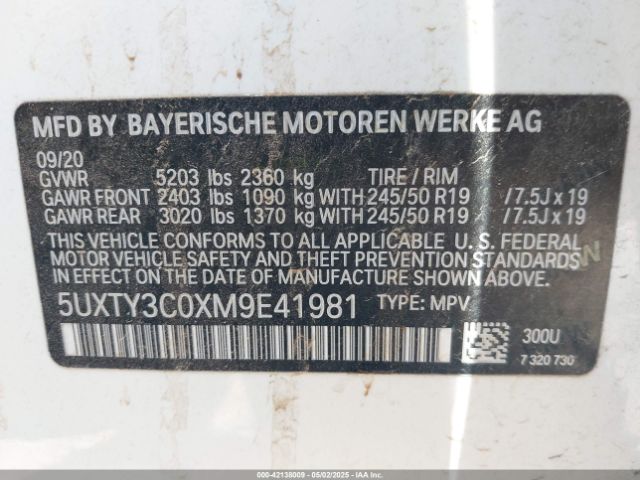 MFD BY BAYERISCHE MOTOREN WERKE AG
09/20
GVWR 5203 lbs 2360 kg TIRE / RIM
GAWR FRONT 2403 lbs 1090 kg WITH 245/50 R19 / 7.5J x 19
GAWR REAR 3020 lbs 1370 kg WITH 245/50 R19 / 7.5J x 19
THIS VEHICLE CONFORMS TO ALL APPLICABLE U. S. FEDERAL
MOTOR VEHICLE SAFETY AND THEFT PREVENTION STANDARDS
IN EFFECT ON THE DATE OF MANUFACTURE SHOWN ABOVE.
5UXTY3C0XM9E41981 TYPE: MPV
300U
7 320 730
000-42138009 - 05/02/2025 - IAAI.COM